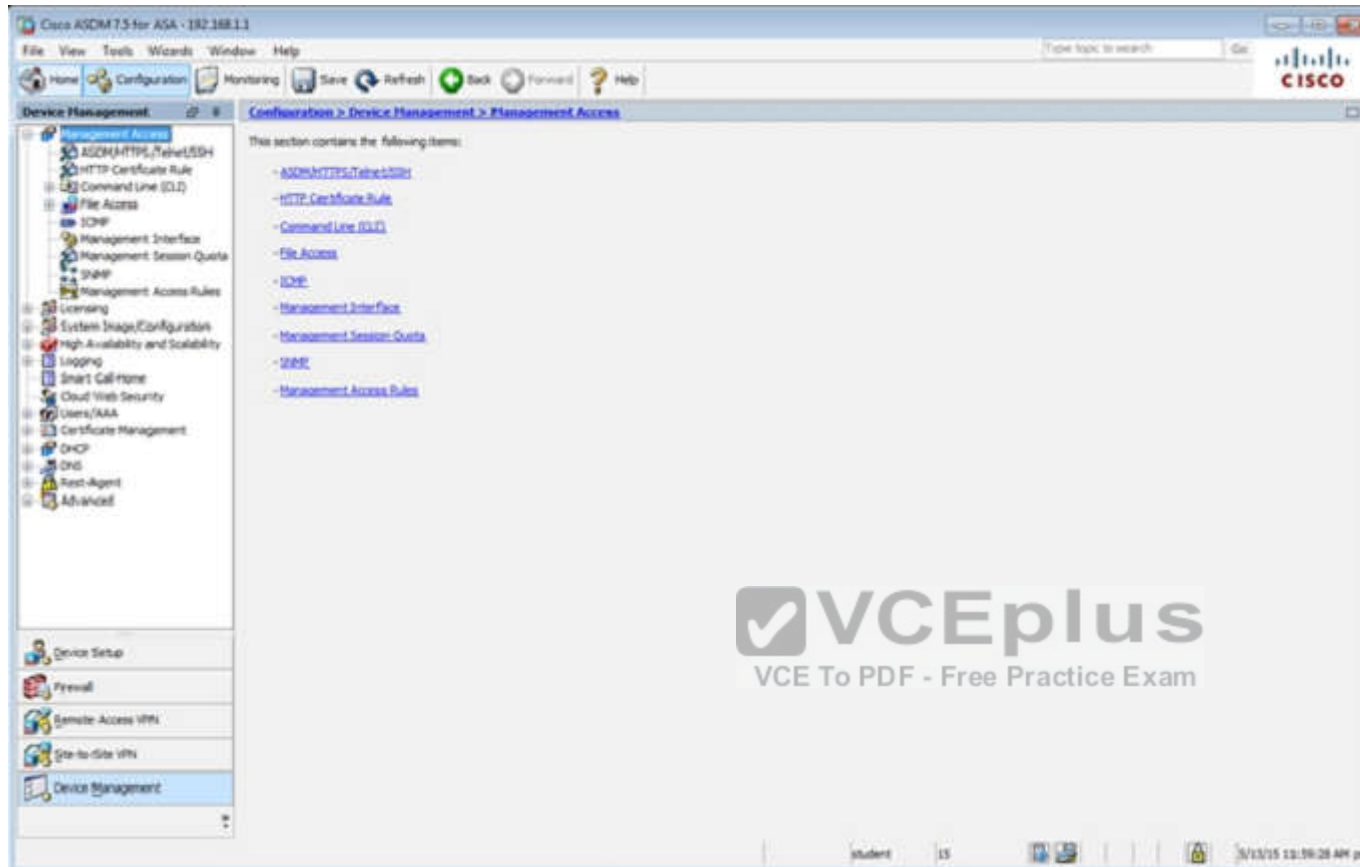 Cisco ASDM 7.5 for ASA - 192.168.1.1
File View Tools Wizards Window Help
Type topic to search Go
Home Configuration Monitoring Save Refresh Back Forward Help
CISCO
Device Management
Configuration > Device Management > Management Access
Management Access
ASDM/HTTPS/Telnet/SSH
HTTP Certificate Rule
Command Line (CLI)
File Access
ICMP
Management Interface
Management Session Quota
SNMP
Management Access Rules
Licensing
System Image/Configuration
High Availability and Scalability
Logging
Smart Call-Home
Cloud Web Security
Users/AAA
Certificate Management
DHCP
DNS
Rest-Agent
Advanced
This section contains the following items:
- ASDM/HTTPS/Telnet/SSH
- HTTP Certificate Rule
- Command Line (CLI)
- File Access
- ICMP
- Management Interface
- Management Session Quota
- SNMP
- Management Access Rules
VCEplus
VCE To PDF - Free Practice Exam
Device Setup
Firewall
Remote Access VPN
Site-to-Site VPN
Device Management
student 15
11:59:28 AM